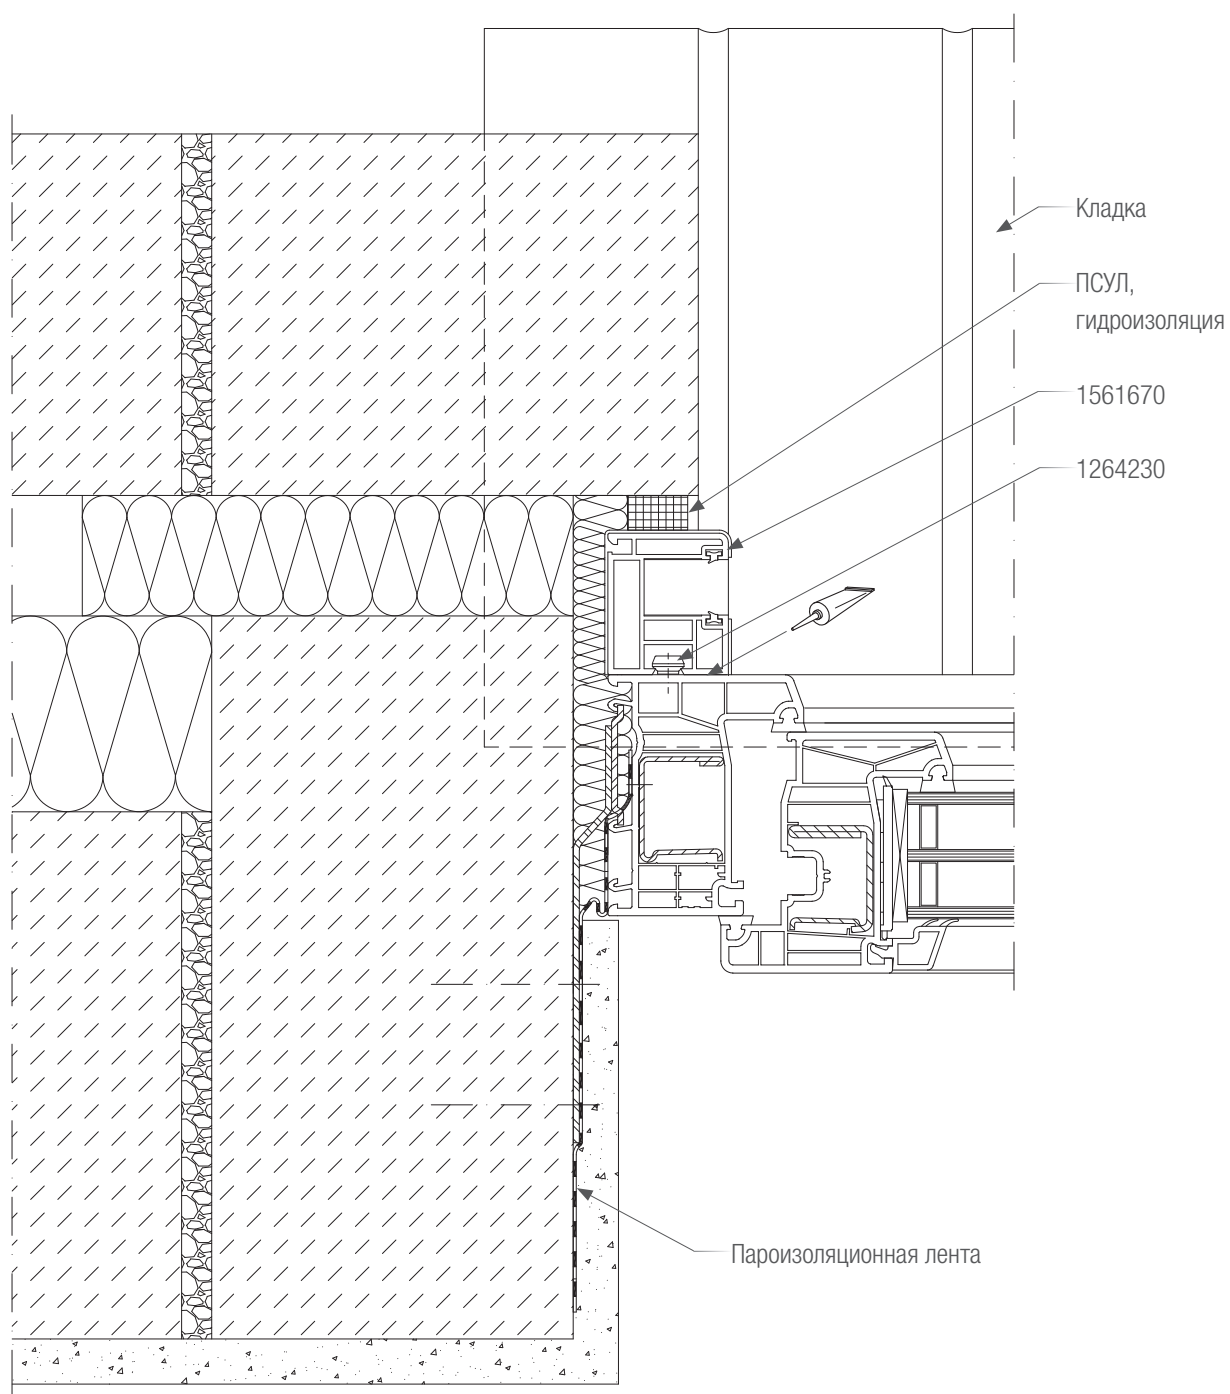 Кладка
ПСУЛ,
гидроизоляция
1561670
1264230
Пароизоляционная лента